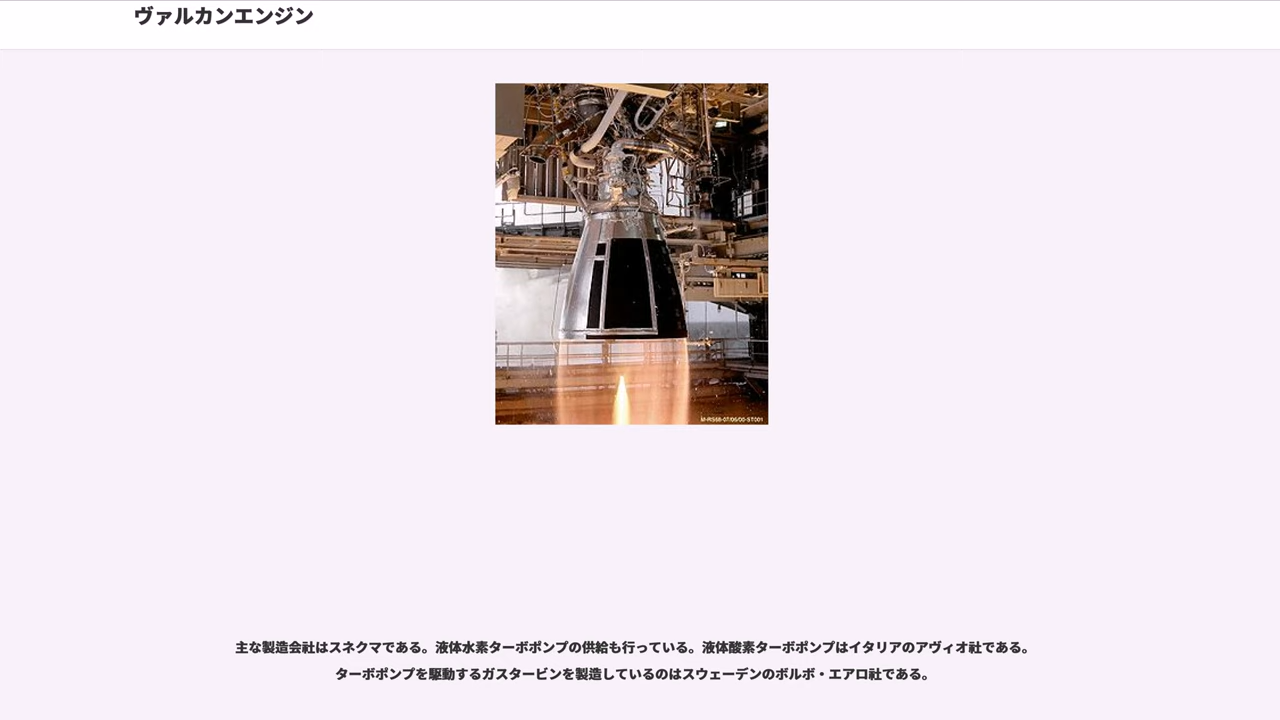 ヴァルカンエンジン
M-RS68-07/06/00-ST001
主な製造会社はスネクマである。液体水素ターボポンプの供給も行っている。液体酸素ターボポンプはイタリアのアヴィオ社である。
ターボポンプを駆動するガスタービンを製造しているのはスウェーデンのボルボ・エアロ社である。